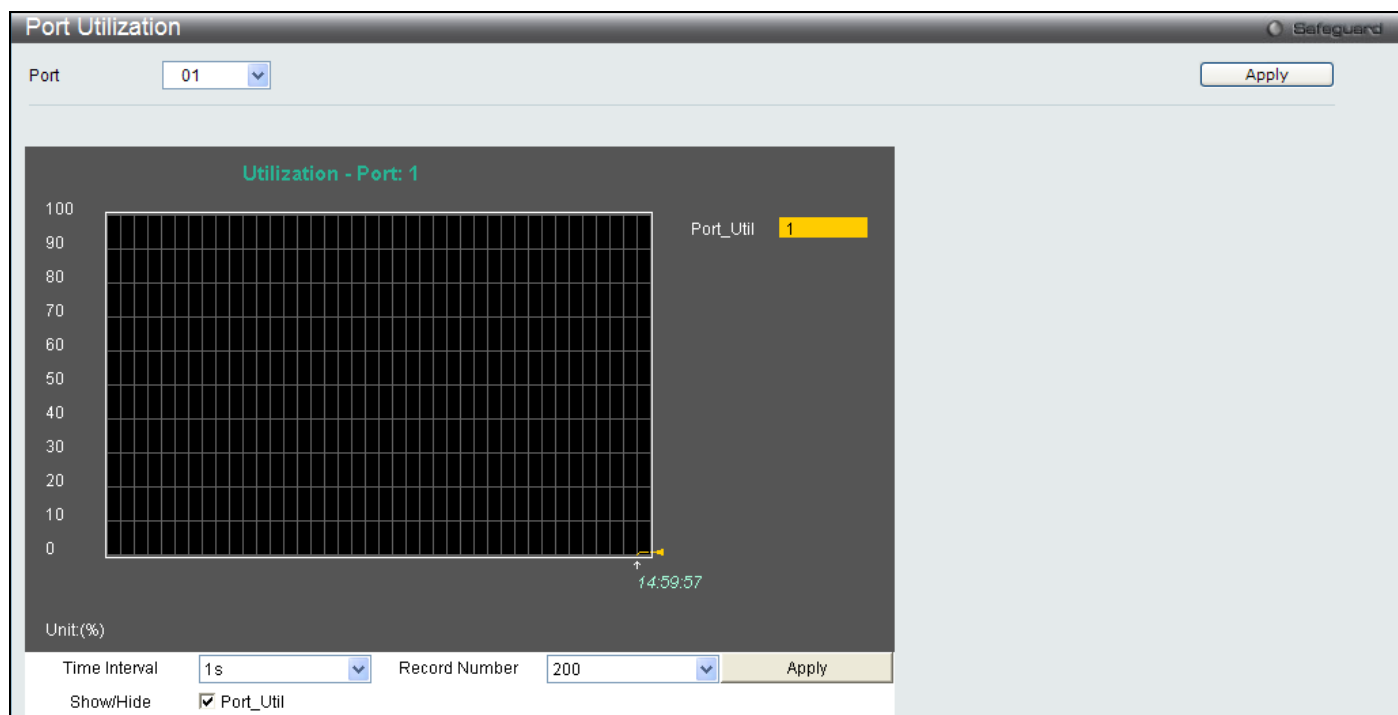 Port Utilization
Safeguard
Port 01 Apply
Utilization - Port: 1
100
90
80
70
60
50
40
30
20
10
0
Port_Util 1
14:59:57
Unit:(%)
Time Interval 1s Record Number 200 Apply
Show/Hide Port_Util